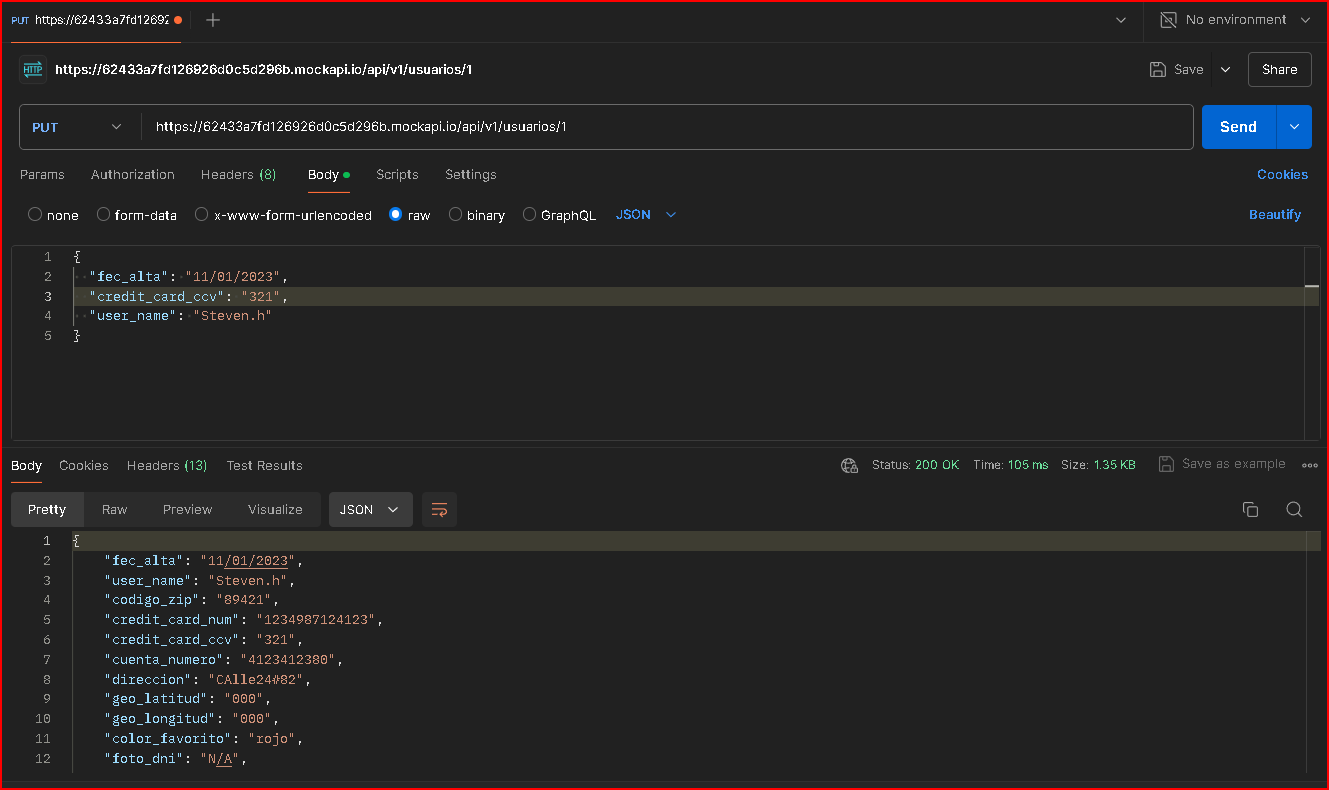 PUT https://62433a7fd12692
No environment
HTTP https://62433a7fd126926d0c5d296b.mockapi.io/api/v1/usuarios/1
Save
Share
PUT https://62433a7fd126926d0c5d296b.mockapi.io/api/v1/usuarios/1
Send
Params Authorization Headers (8) Body Scripts Settings Cookies
none form-data x-www-form-urlencoded raw binary GraphQL JSON Beautify
1 {
2 "fec_alta": "11/01/2023",
3 "credit_card_ccv": "321",
4 "user_name": "Steven.h"
5 }
Body Cookies Headers (13) Test Results Status: 200 OK Time: 105 ms Size: 1.35 KB Save as example
Pretty Raw Preview Visualize JSON
1 {
2 "fec_alta": "11/01/2023",
3 "user_name": "Steven.h",
4 "codigo_zip": "89421",
5 "credit_card_num": "1234987124123",
6 "credit_card_ccv": "321",
7 "cuenta_numero": "4123412380",
8 "direccion": "CAlle24#82",
9 "geo_latitud": "000",
10 "geo_longitud": "000",
11 "color_favorito": "rojo",
12 "foto_dni": "N/A",